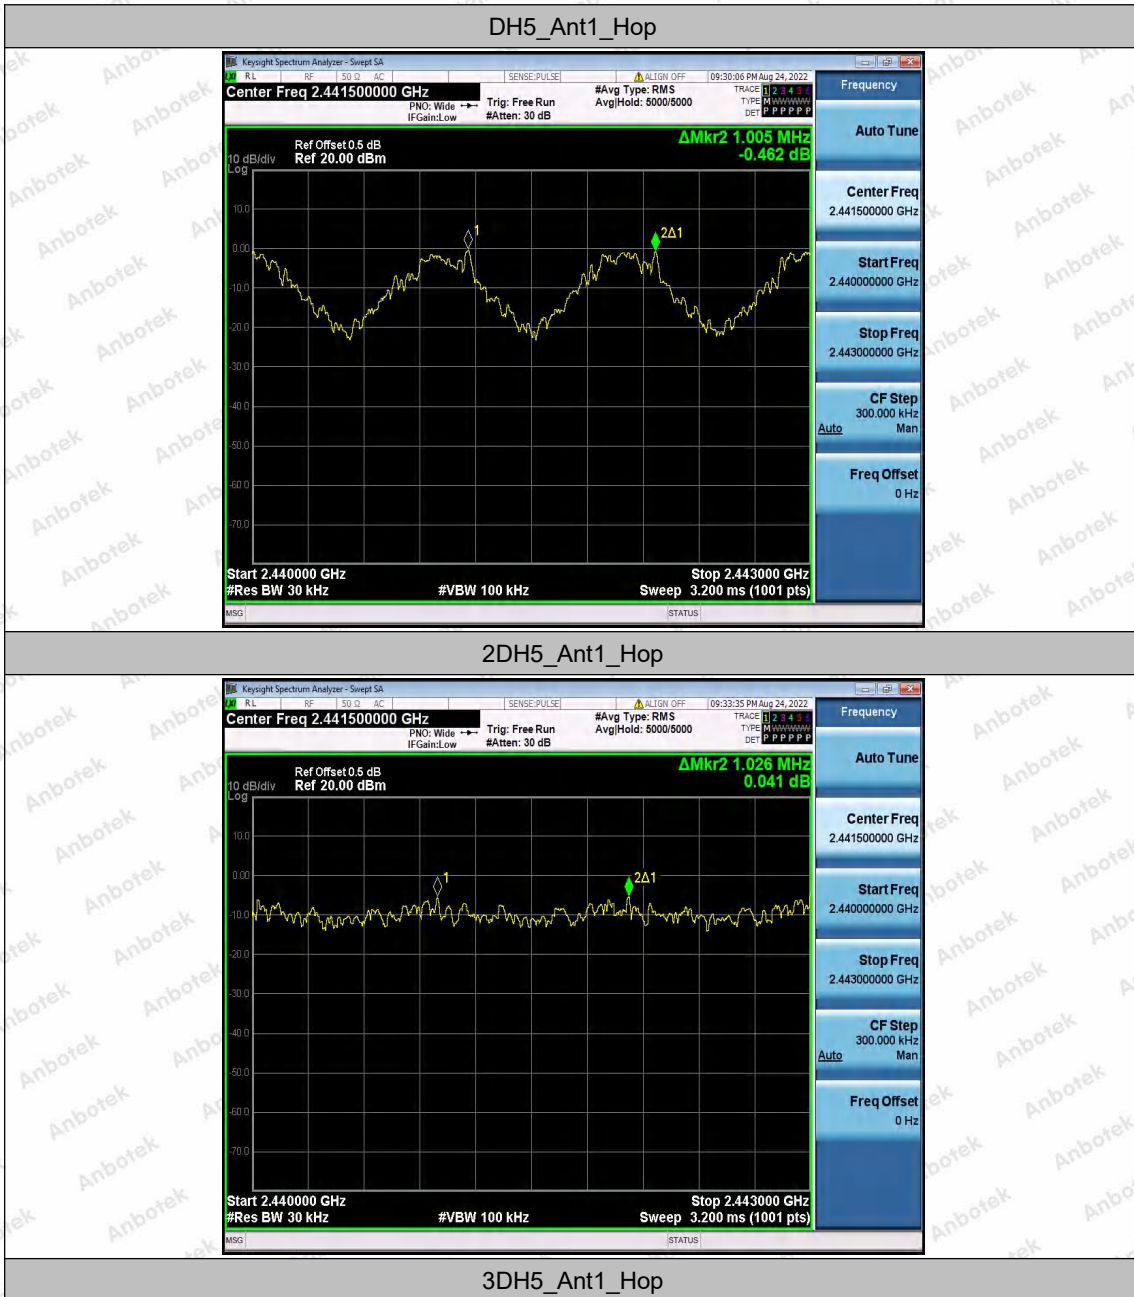 DH5_Ant1_Hop
Keysight Spectrum Analyzer - Swept SA
LXI RL RF 50 Ω AC SENSE:PULSE ALIGN OFF 09:30:06 PM Aug 24, 2022
Center Freq 2.441500000 GHz
PNO: Wide
IFGain:Low
Trig: Free Run
#Atten: 30 dB
#Avg Type: RMS
Avg|Hold: 5000/5000
TRACE 1 2 3 4 5 6
TYPE M WWWWW
DET P P P P P P
ΔMkr2 1.005 MHz
-0.462 dB
Ref Offset 0.5 dB
10 dB/div Ref 20.00 dBm
Log
10.0
0.00
-10.0
-20.0
-30.0
-40.0
-50.0
-60.0
-70.0
1
2Δ1
Start 2.440000 GHz Stop 2.443000 GHz
#Res BW 30 kHz #VBW 100 kHz Sweep 3.200 ms (1001 pts)
MSG STATUS
Frequency
Auto Tune
Center Freq
2.441500000 GHz
Start Freq
2.440000000 GHz
Stop Freq
2.443000000 GHz
CF Step
300.000 kHz
Auto Man
Freq Offset
0 Hz
2DH5_Ant1_Hop
Keysight Spectrum Analyzer - Swept SA
LXI RL RF 50 Ω AC SENSE:PULSE ALIGN OFF 09:33:35 PM Aug 24, 2022
Center Freq 2.441500000 GHz
PNO: Wide
IFGain:Low
Trig: Free Run
#Atten: 30 dB
#Avg Type: RMS
Avg|Hold: 5000/5000
TRACE 1 2 3 4 5 6
TYPE M WWWWW
DET P P P P P P
ΔMkr2 1.026 MHz
0.041 dB
Ref Offset 0.5 dB
10 dB/div Ref 20.00 dBm
Log
10.0
0.00
-10.0
-20.0
-30.0
-40.0
-50.0
-60.0
-70.0
1
2Δ1
Start 2.440000 GHz Stop 2.443000 GHz
#Res BW 30 kHz #VBW 100 kHz Sweep 3.200 ms (1001 pts)
MSG STATUS
Frequency
Auto Tune
Center Freq
2.441500000 GHz
Start Freq
2.440000000 GHz
Stop Freq
2.443000000 GHz
CF Step
300.000 kHz
Auto Man
Freq Offset
0 Hz
3DH5_Ant1_Hop
Anbotek